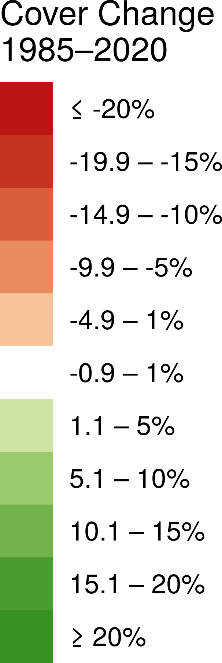 Cover Change
1985–2020
≤ -20%
-19.9 – -15%
-14.9 – -10%
-9.9 – -5%
-4.9 – 1%
-0.9 – 1%
1.1 – 5%
5.1 – 10%
10.1 – 15%
15.1 – 20%
≥ 20%